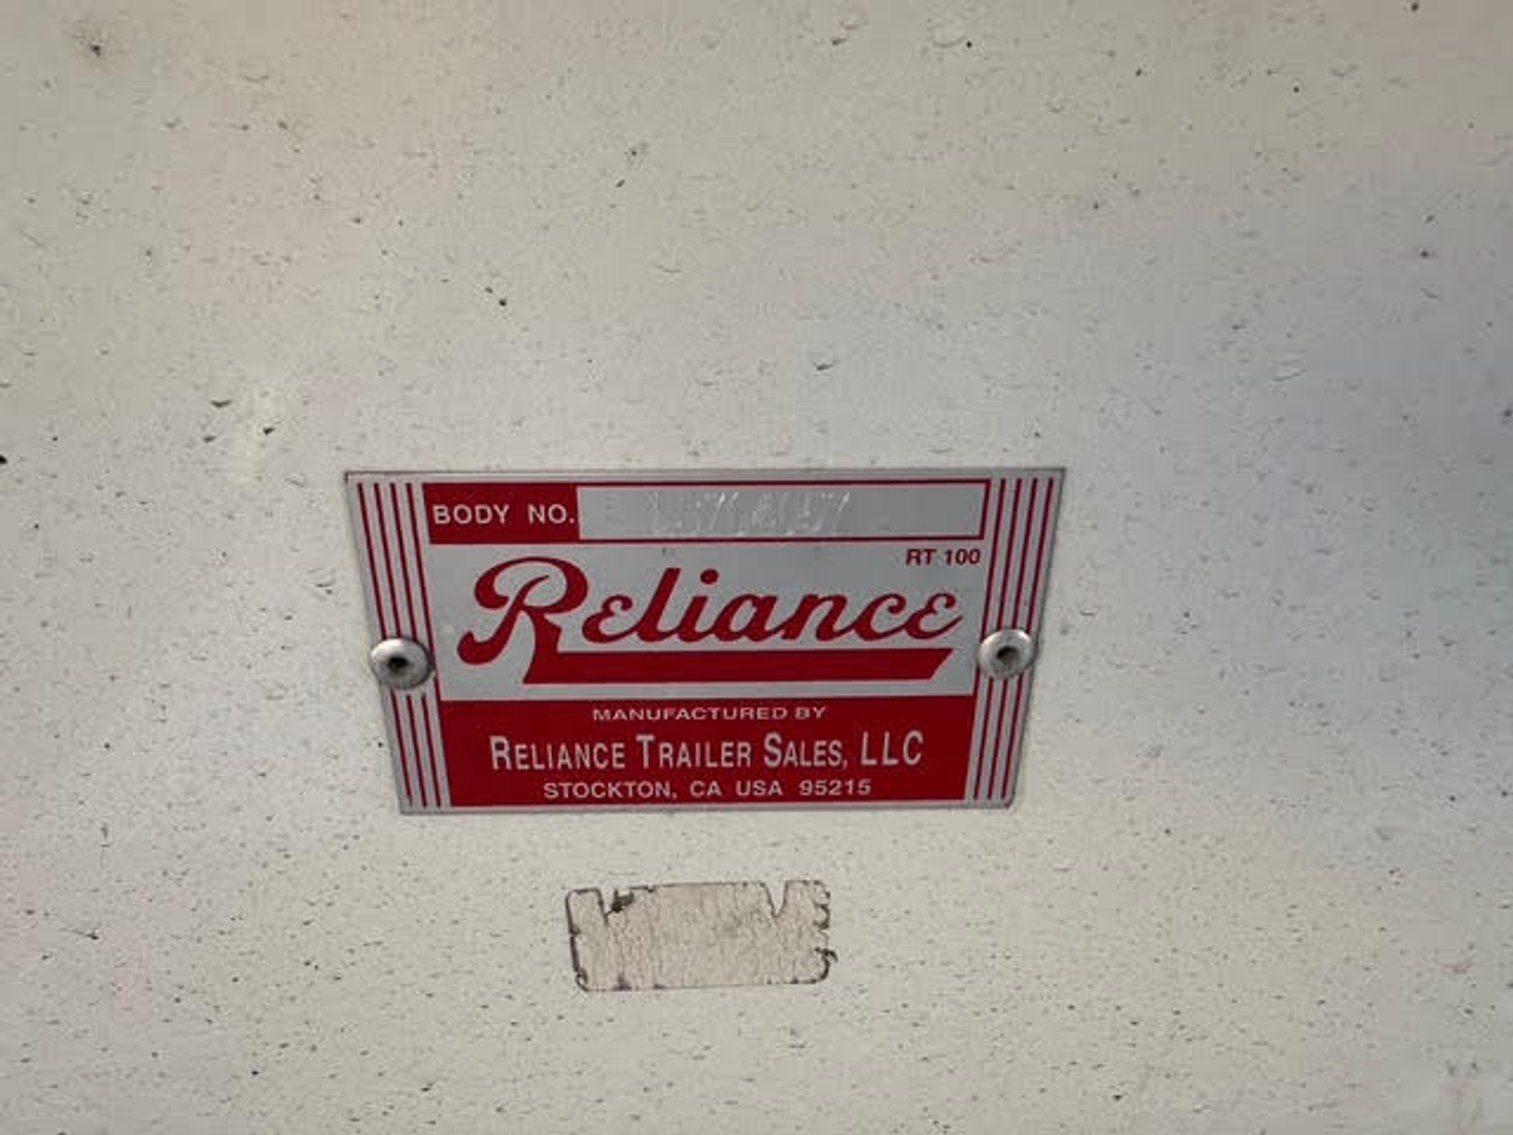 BODY NO.
RT 100
Reliance
MANUFACTURED BY
RELIANCE TRAILER SALES, LLC
STOCKTON, CA USA 95215